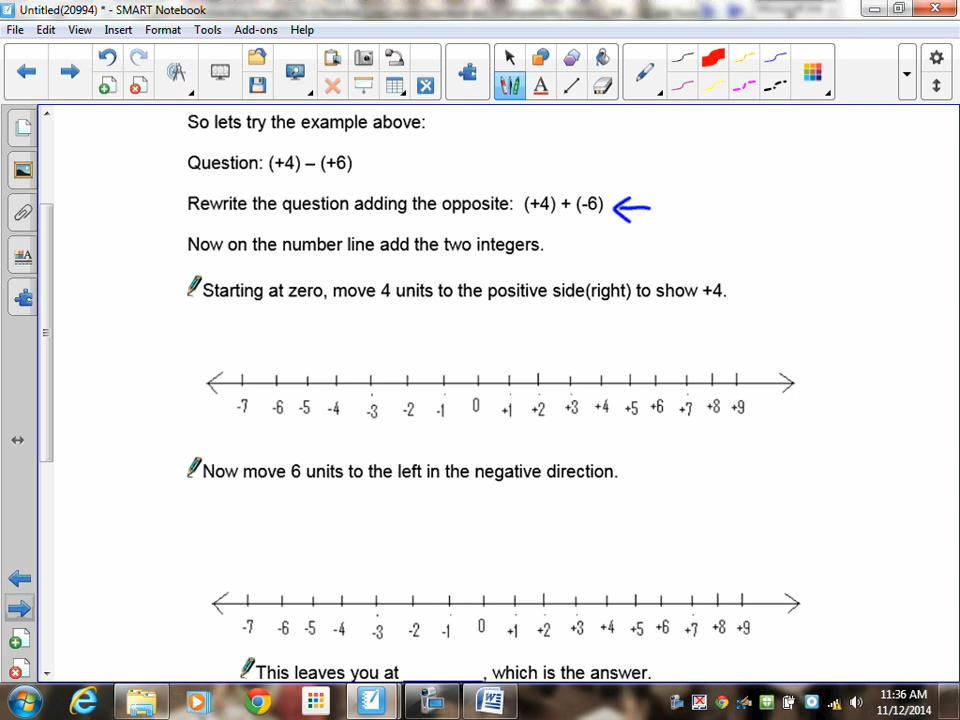 Untitled(20994) * - SMART Notebook
File Edit View Insert Format Tools Add-ons Help
So lets try the example above:
Question: (+4) – (+6)
Rewrite the question adding the opposite: (+4) + (-6)
Now on the number line add the two integers.
Starting at zero, move 4 units to the positive side(right) to show +4.
-7 -6 -5 -4 -3 -2 -1 0 +1 +2 +3 +4 +5 +6 +7 +8 +9
Now move 6 units to the left in the negative direction.
-7 -6 -5 -4 -3 -2 -1 0 +1 +2 +3 +4 +5 +6 +7 +8 +9
This leaves you at ________, which is the answer.
11:36 AM
11/12/2014